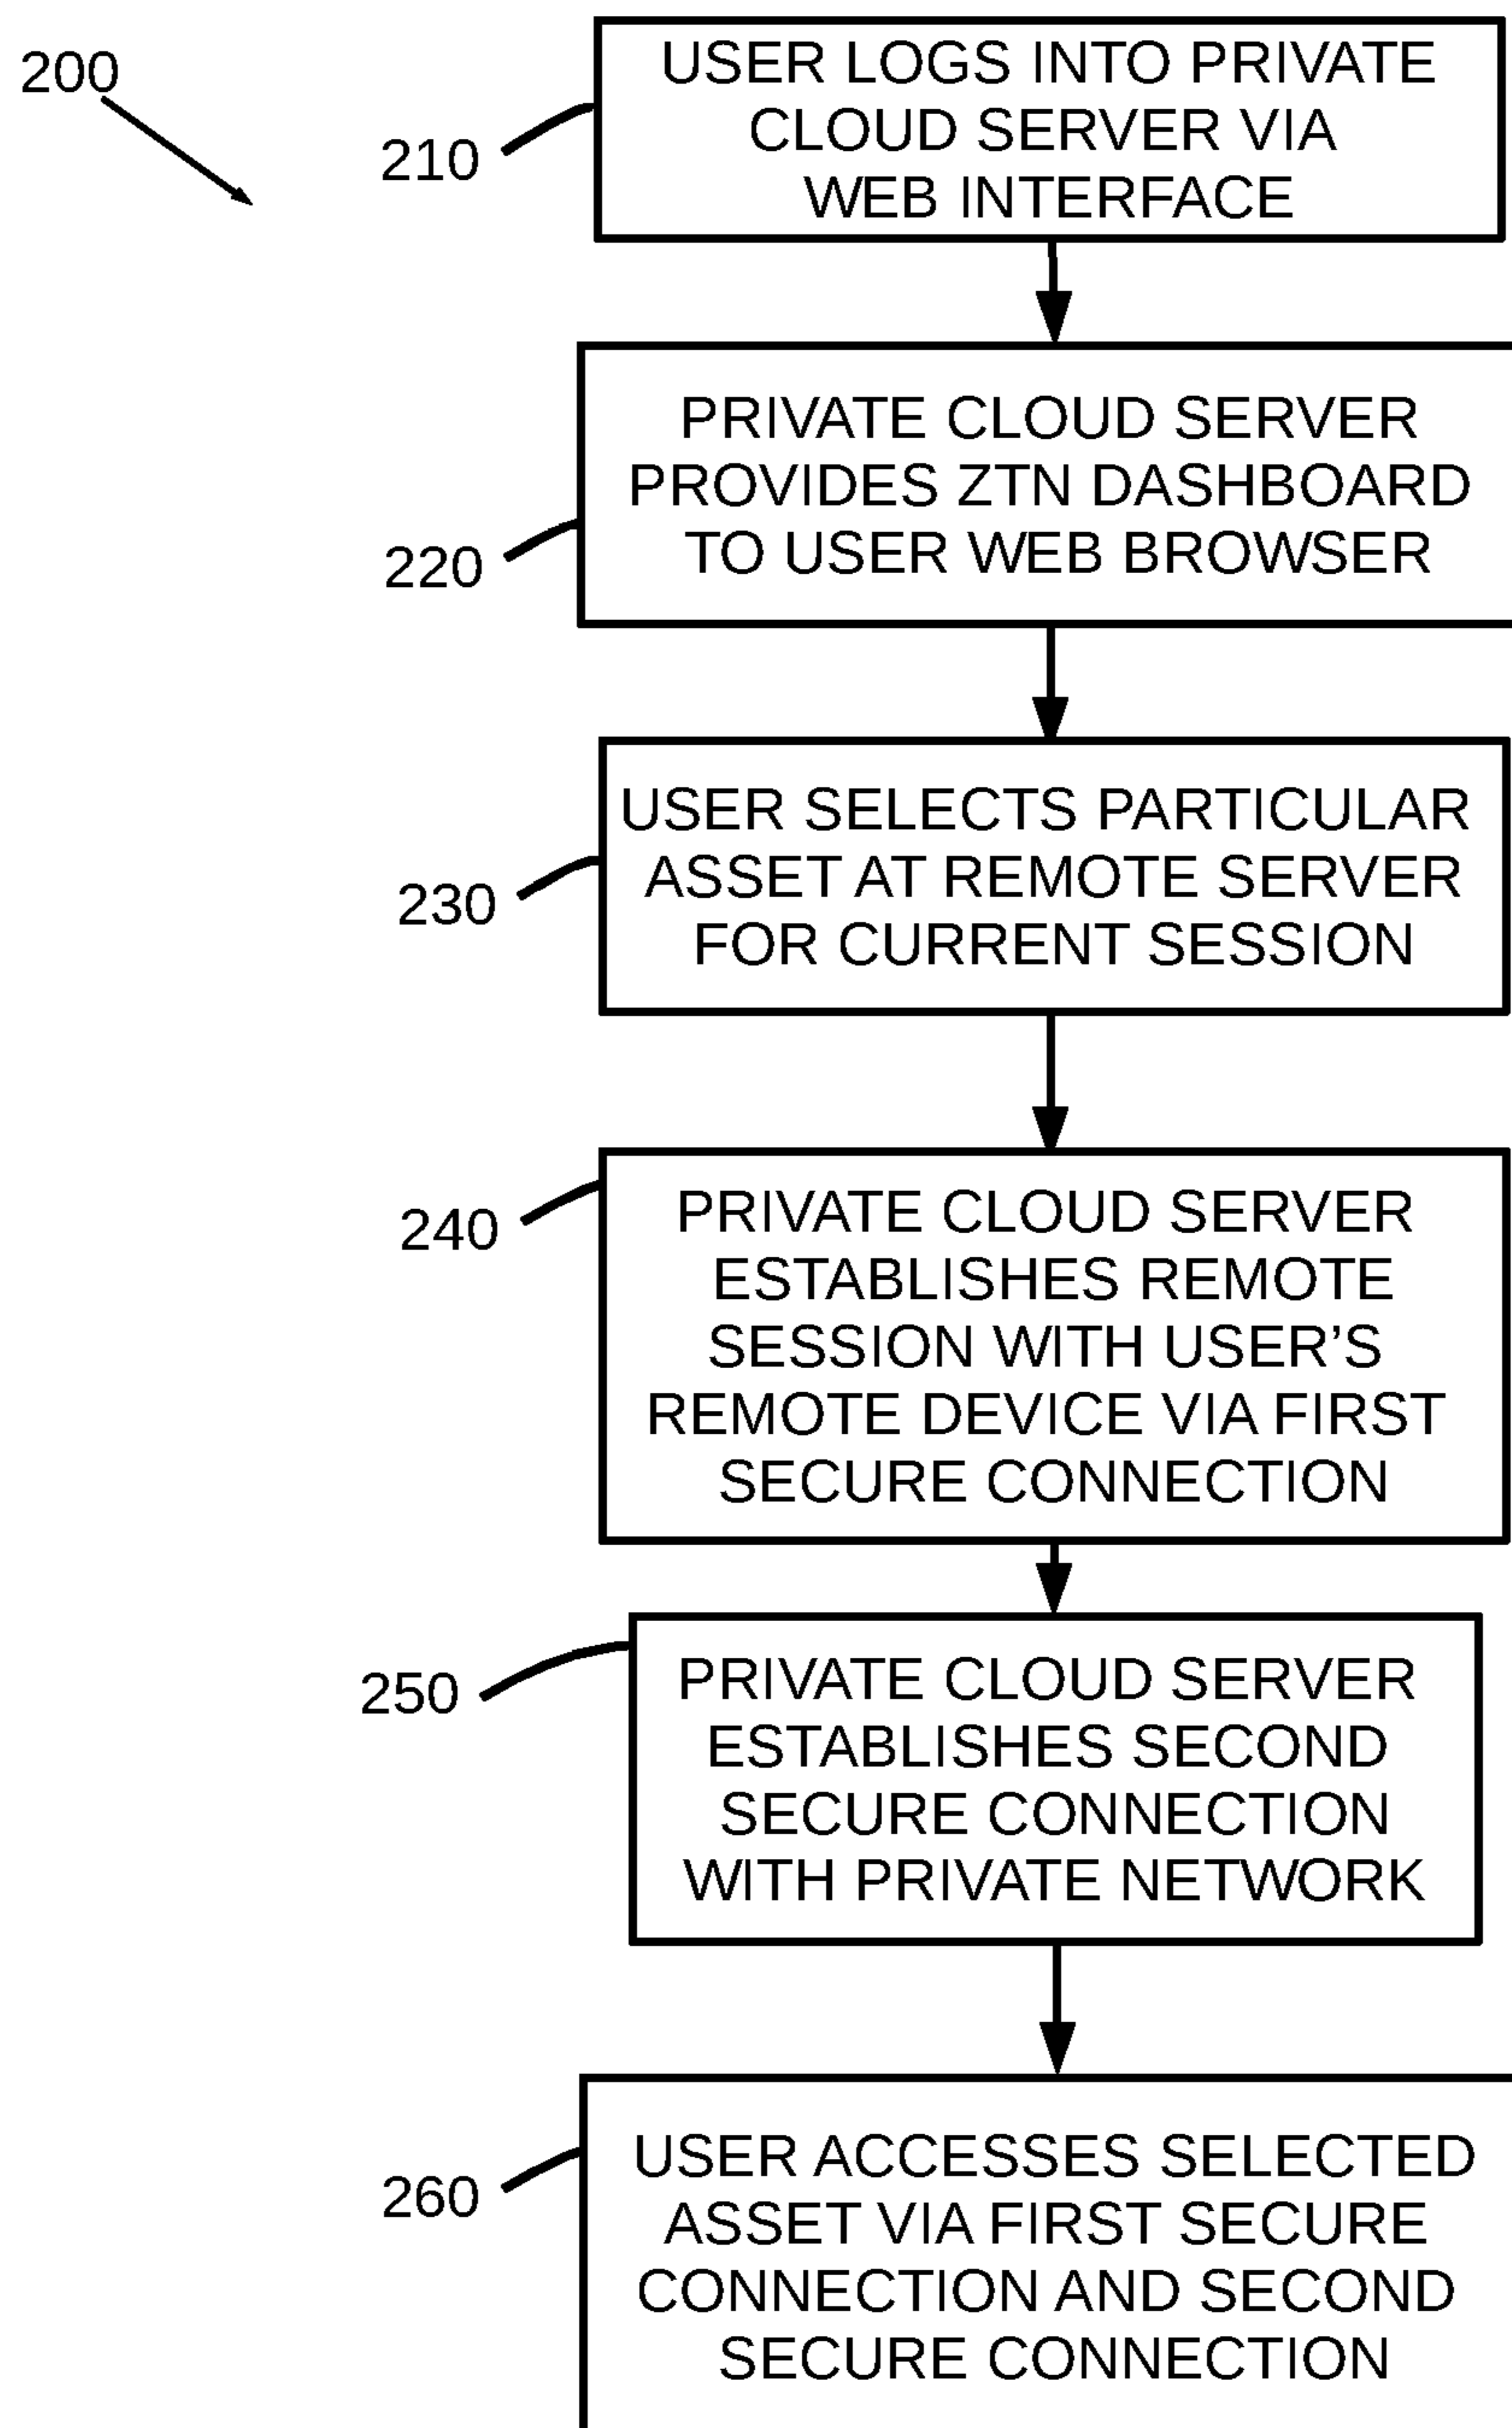 200
210
USER LOGS INTO PRIVATE
CLOUD SERVER VIA
WEB INTERFACE
220
PRIVATE CLOUD SERVER
PROVIDES ZTN DASHBOARD
TO USER WEB BROWSER
230
USER SELECTS PARTICULAR
ASSET AT REMOTE SERVER
FOR CURRENT SESSION
240
PRIVATE CLOUD SERVER
ESTABLISHES REMOTE
SESSION WITH USER’S
REMOTE DEVICE VIA FIRST
SECURE CONNECTION
250
PRIVATE CLOUD SERVER
ESTABLISHES SECOND
SECURE CONNECTION
WITH PRIVATE NETWORK
260
USER ACCESSES SELECTED
ASSET VIA FIRST SECURE
CONNECTION AND SECOND
SECURE CONNECTION